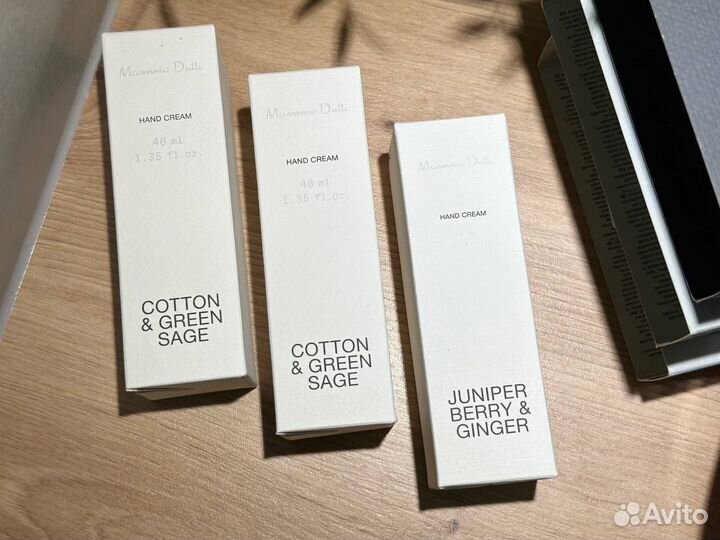 Massimo Dutti
HAND CREAM
40 ml
1.35 fl.oz.
COTTON
& GREEN
SAGE
Massimo Dutti
HAND CREAM
40 ml
1.35 fl.oz.
COTTON
& GREEN
SAGE
Massimo Dutti
HAND CREAM
JUNIPER
BERRY &
GINGER
Avito